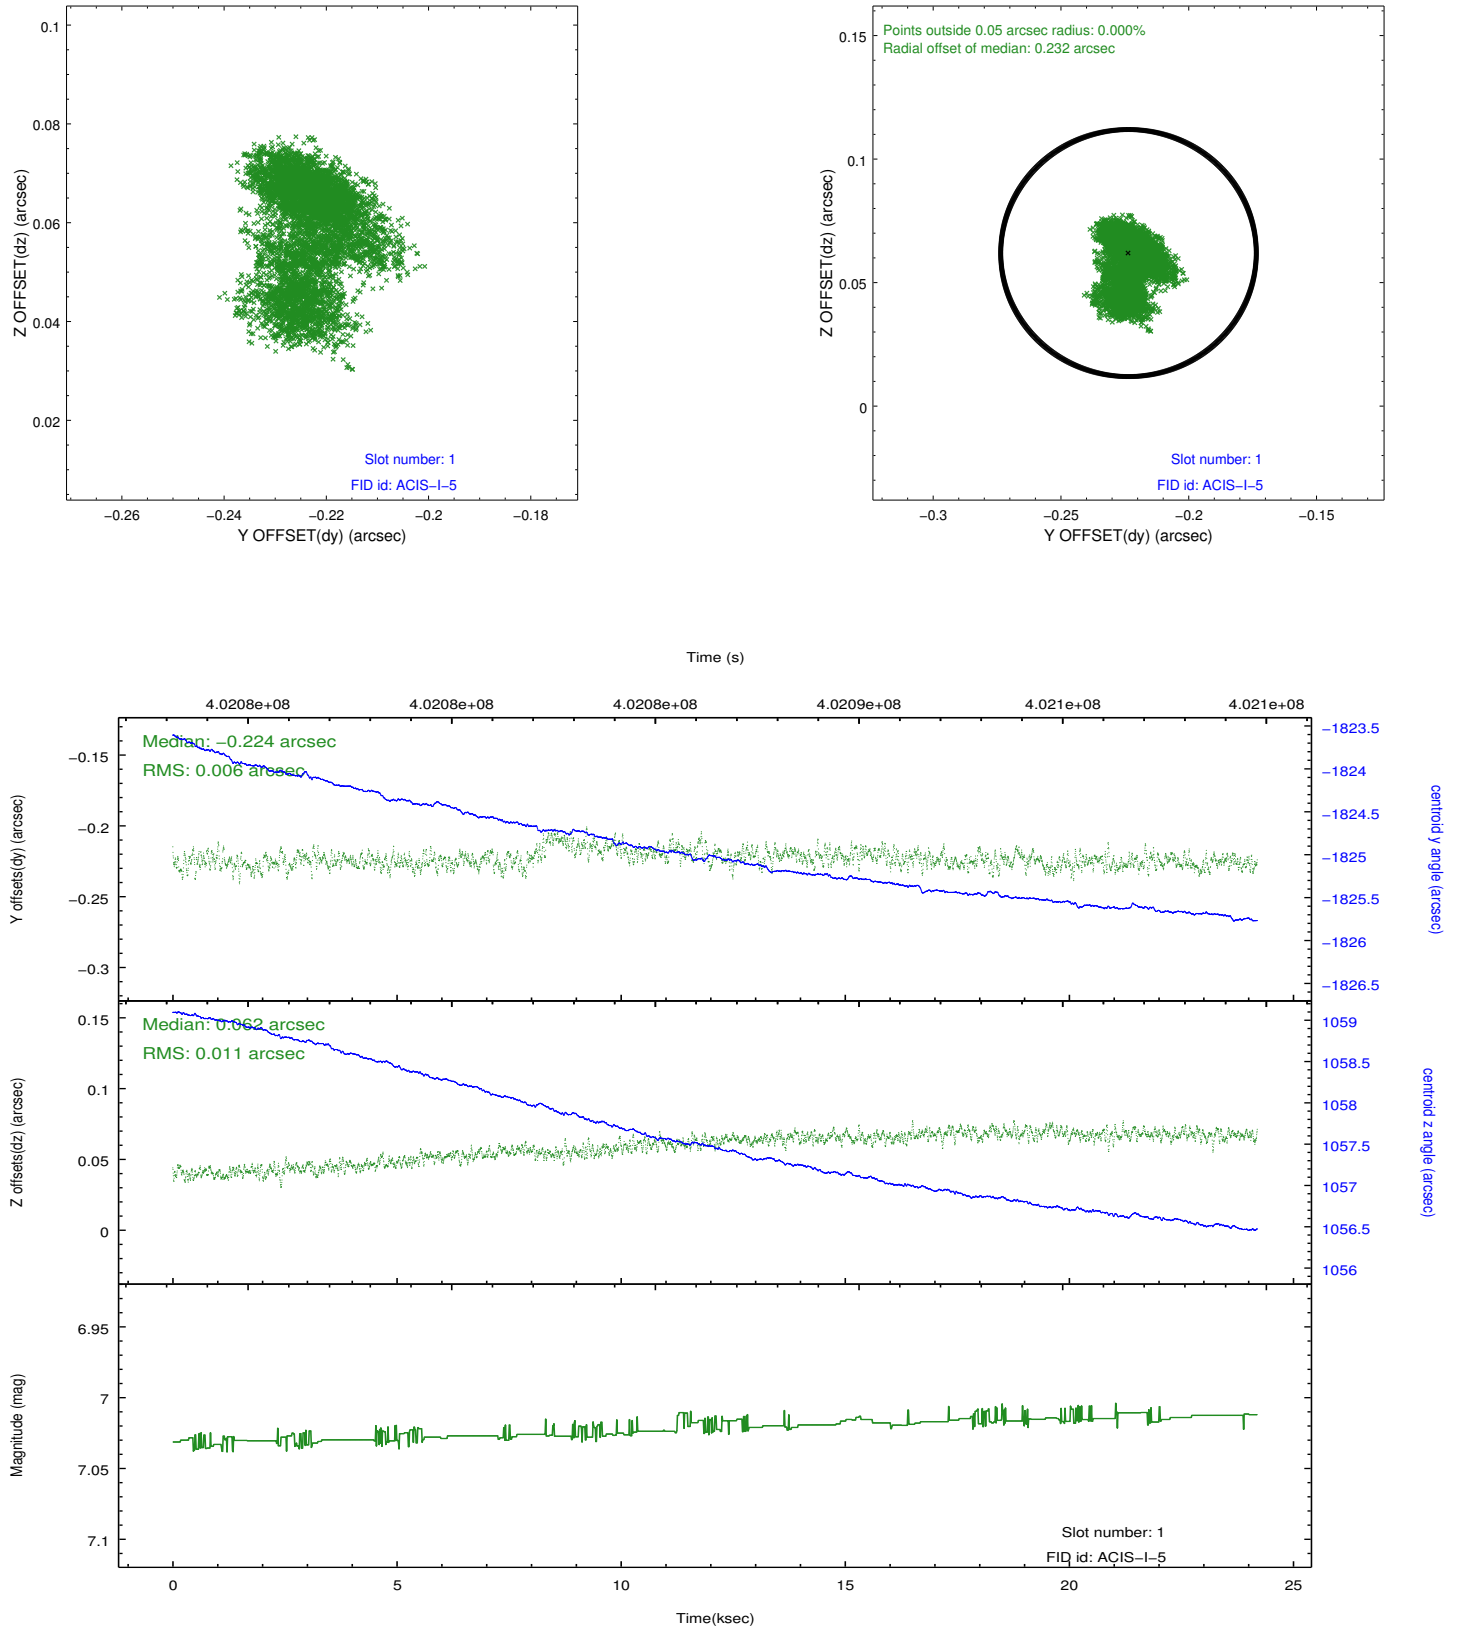 0.1
0.08
0.06
0.04
0.02
Z OFFSET(dz) (arcsec)
Slot number: 1
FID id: ACIS−I−5
−0.26 −0.24 −0.22 −0.2 −0.18
Y OFFSET(dy) (arcsec)
Points outside 0.05 arcsec radius: 0.000%
Radial offset of median: 0.232 arcsec
0.15
0.1
0.05
0
Z OFFSET(dz) (arcsec)
Slot number: 1
FID id: ACIS−I−5
−0.3 −0.25 −0.2 −0.15
Y OFFSET(dy) (arcsec)
Time (s)
4.0208e+08 4.0208e+08 4.0208e+08 4.0209e+08 4.021e+08 4.021e+08
Median: −0.224 arcsec
RMS: 0.006 arcsec
−0.15
−0.2
−0.25
−0.3
Y offsets(dy) (arcsec)
−1823.5
−1824
−1824.5
−1825
−1825.5
−1826
−1826.5
centroid y angle (arcsec)
Median: 0.062 arcsec
RMS: 0.011 arcsec
0.15
0.1
0.05
0
Z offsets(dz) (arcsec)
1059
1058.5
1058
1057.5
1057
1056.5
1056
centroid z angle (arcsec)
6.95
7
7.05
7.1
Magnitude (mag)
Slot number: 1
FID id: ACIS−I−5
0 5 10 15 20 25
Time(ksec)